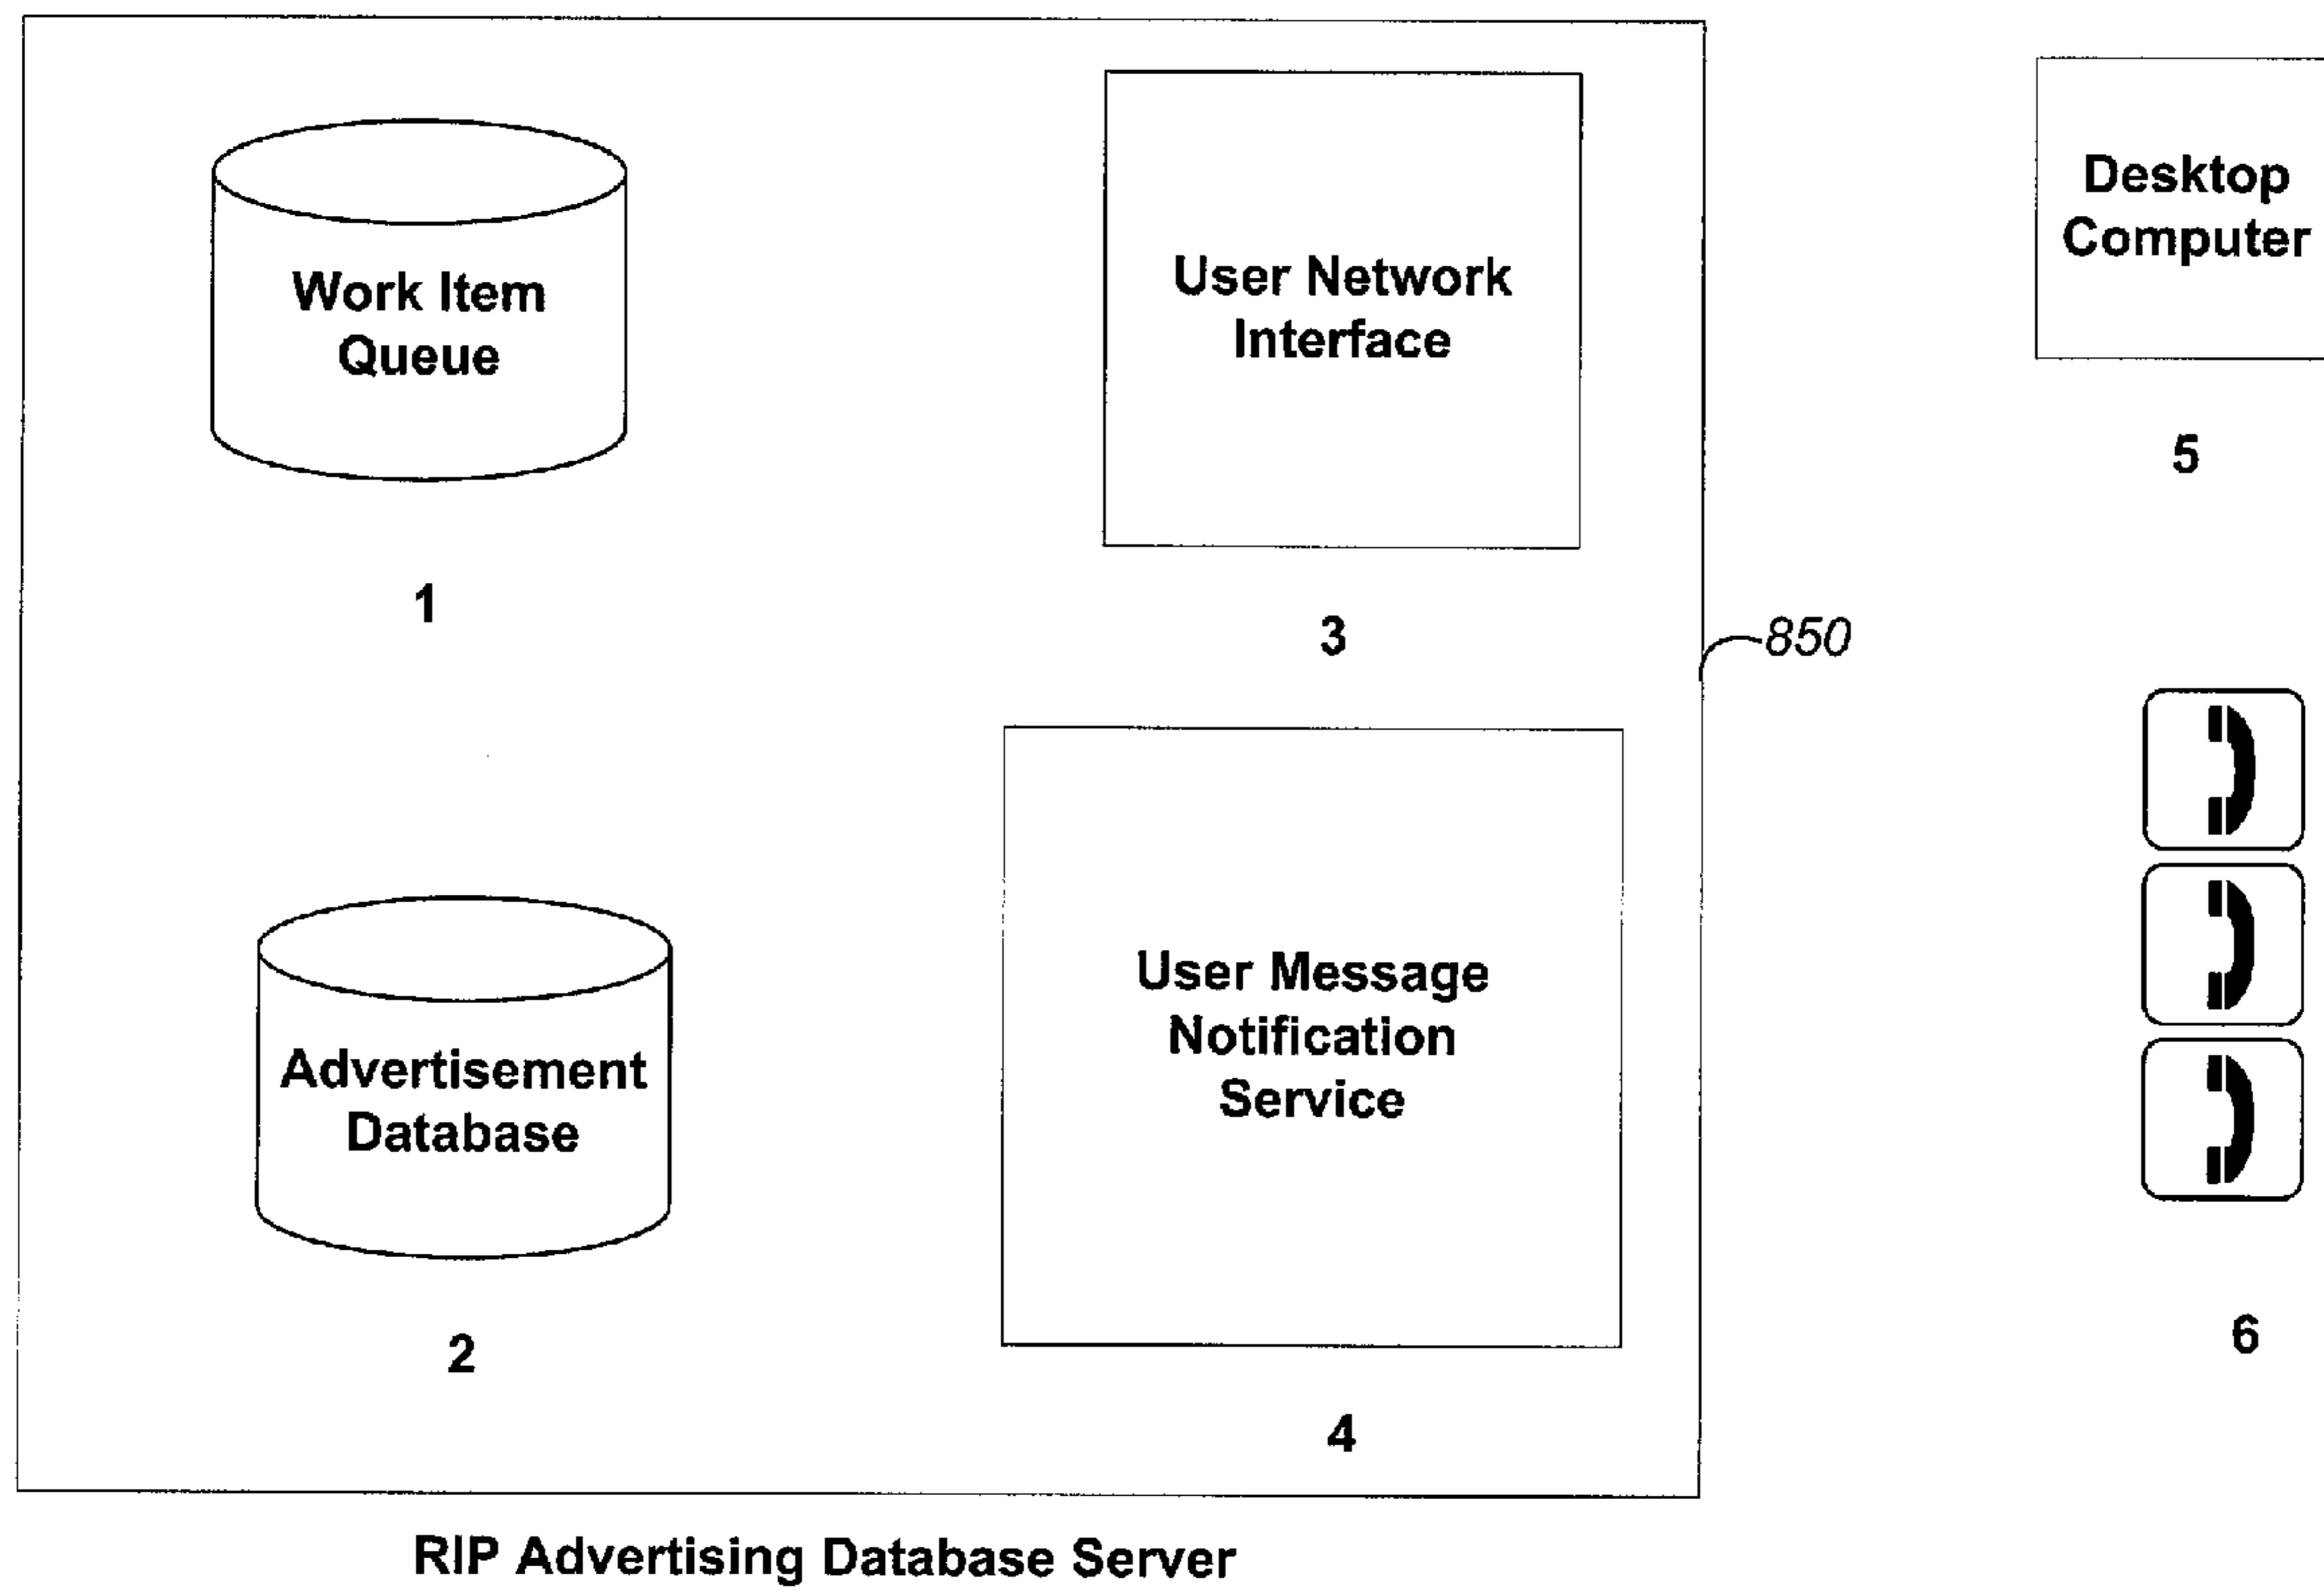 Work Item
Queue
1
User Network
Interface
3
Desktop
Computer
5
850
Advertisement
Database
2
User Message
Notification
Service
4
6
RIP Advertising Database Server